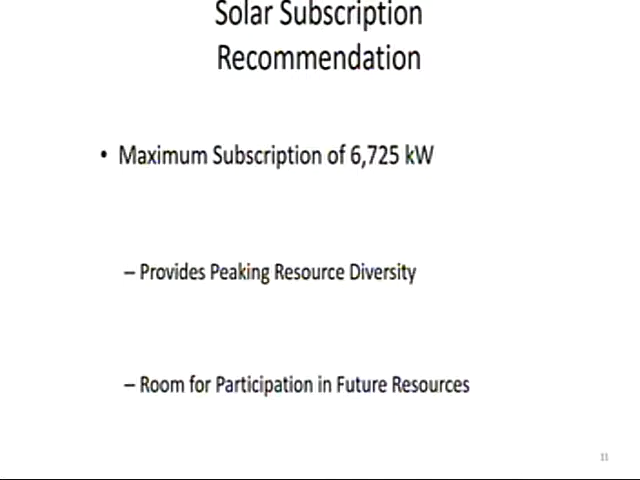 Solar Subscription
Recommendation
• Maximum Subscription of 6,725 kW
– Provides Peaking Resource Diversity
– Room for Participation in Future Resources
11